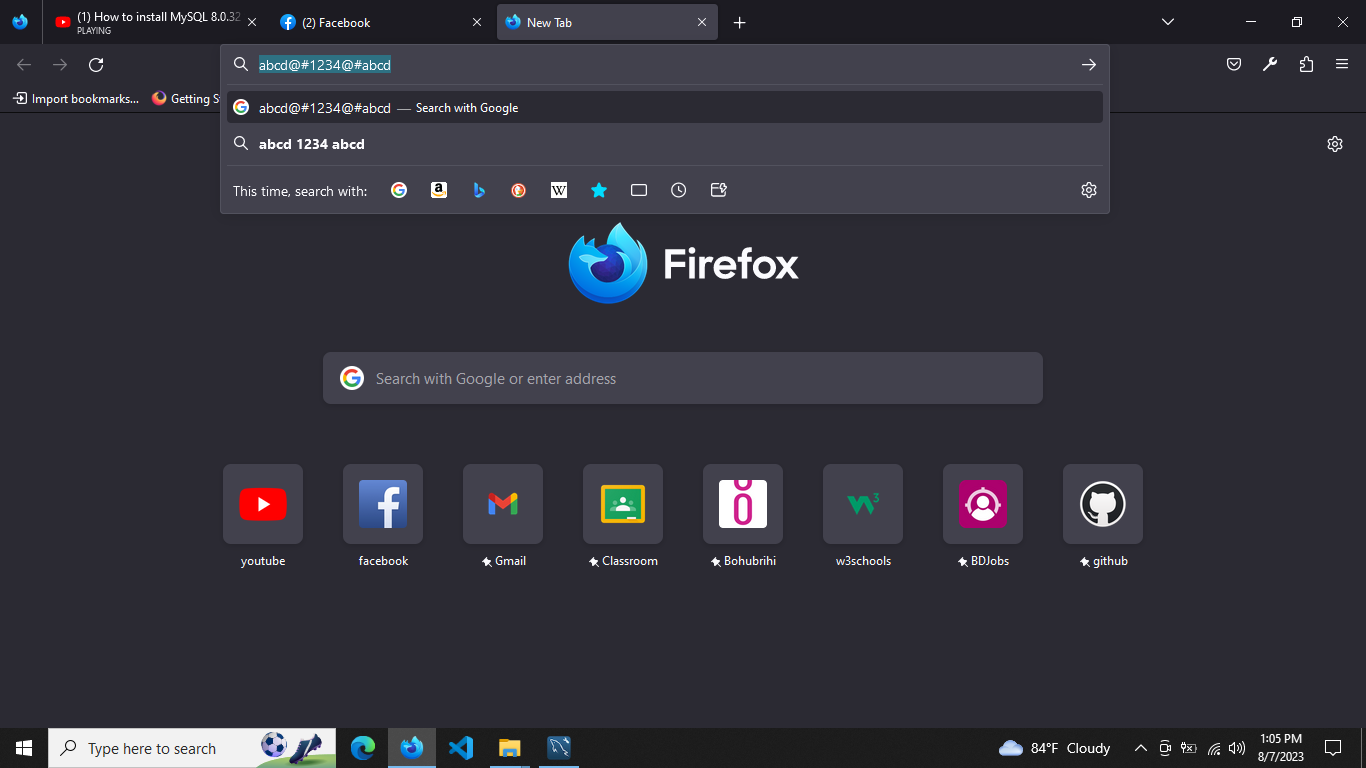 (1) How to install MySQL 8.0.32
PLAYING
(2) Facebook
New Tab
abcd@#1234@#abcd
Import bookmarks...
Getting S
abcd@#1234@#abcd — Search with Google
abcd 1234 abcd
This time, search with:
Firefox
Search with Google or enter address
youtube
facebook
Gmail
Classroom
Bohubrihi
w3schools
BDJobs
github
Type here to search
84°F Cloudy
1:05 PM
8/7/2023